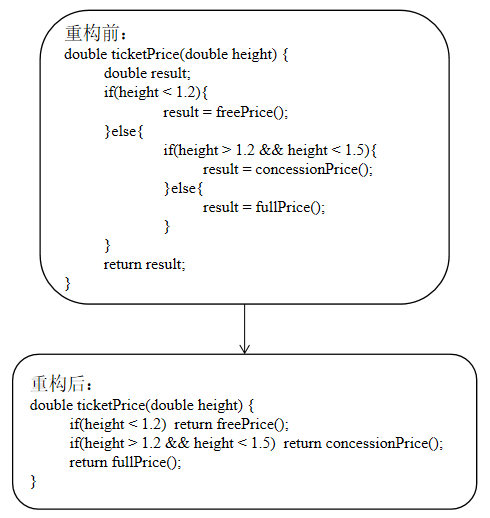 重构前：
double ticketPrice(double height) {
double result;
if(height < 1.2){
result = freePrice();
}else{
if(height > 1.2 && height < 1.5){
result = concessionPrice();
}else{
result = fullPrice();
}
}
return result;
}
重构后：
double ticketPrice(double height) {
if(height < 1.2) return freePrice();
if(height > 1.2 && height < 1.5) return concessionPrice();
return fullPrice();
}